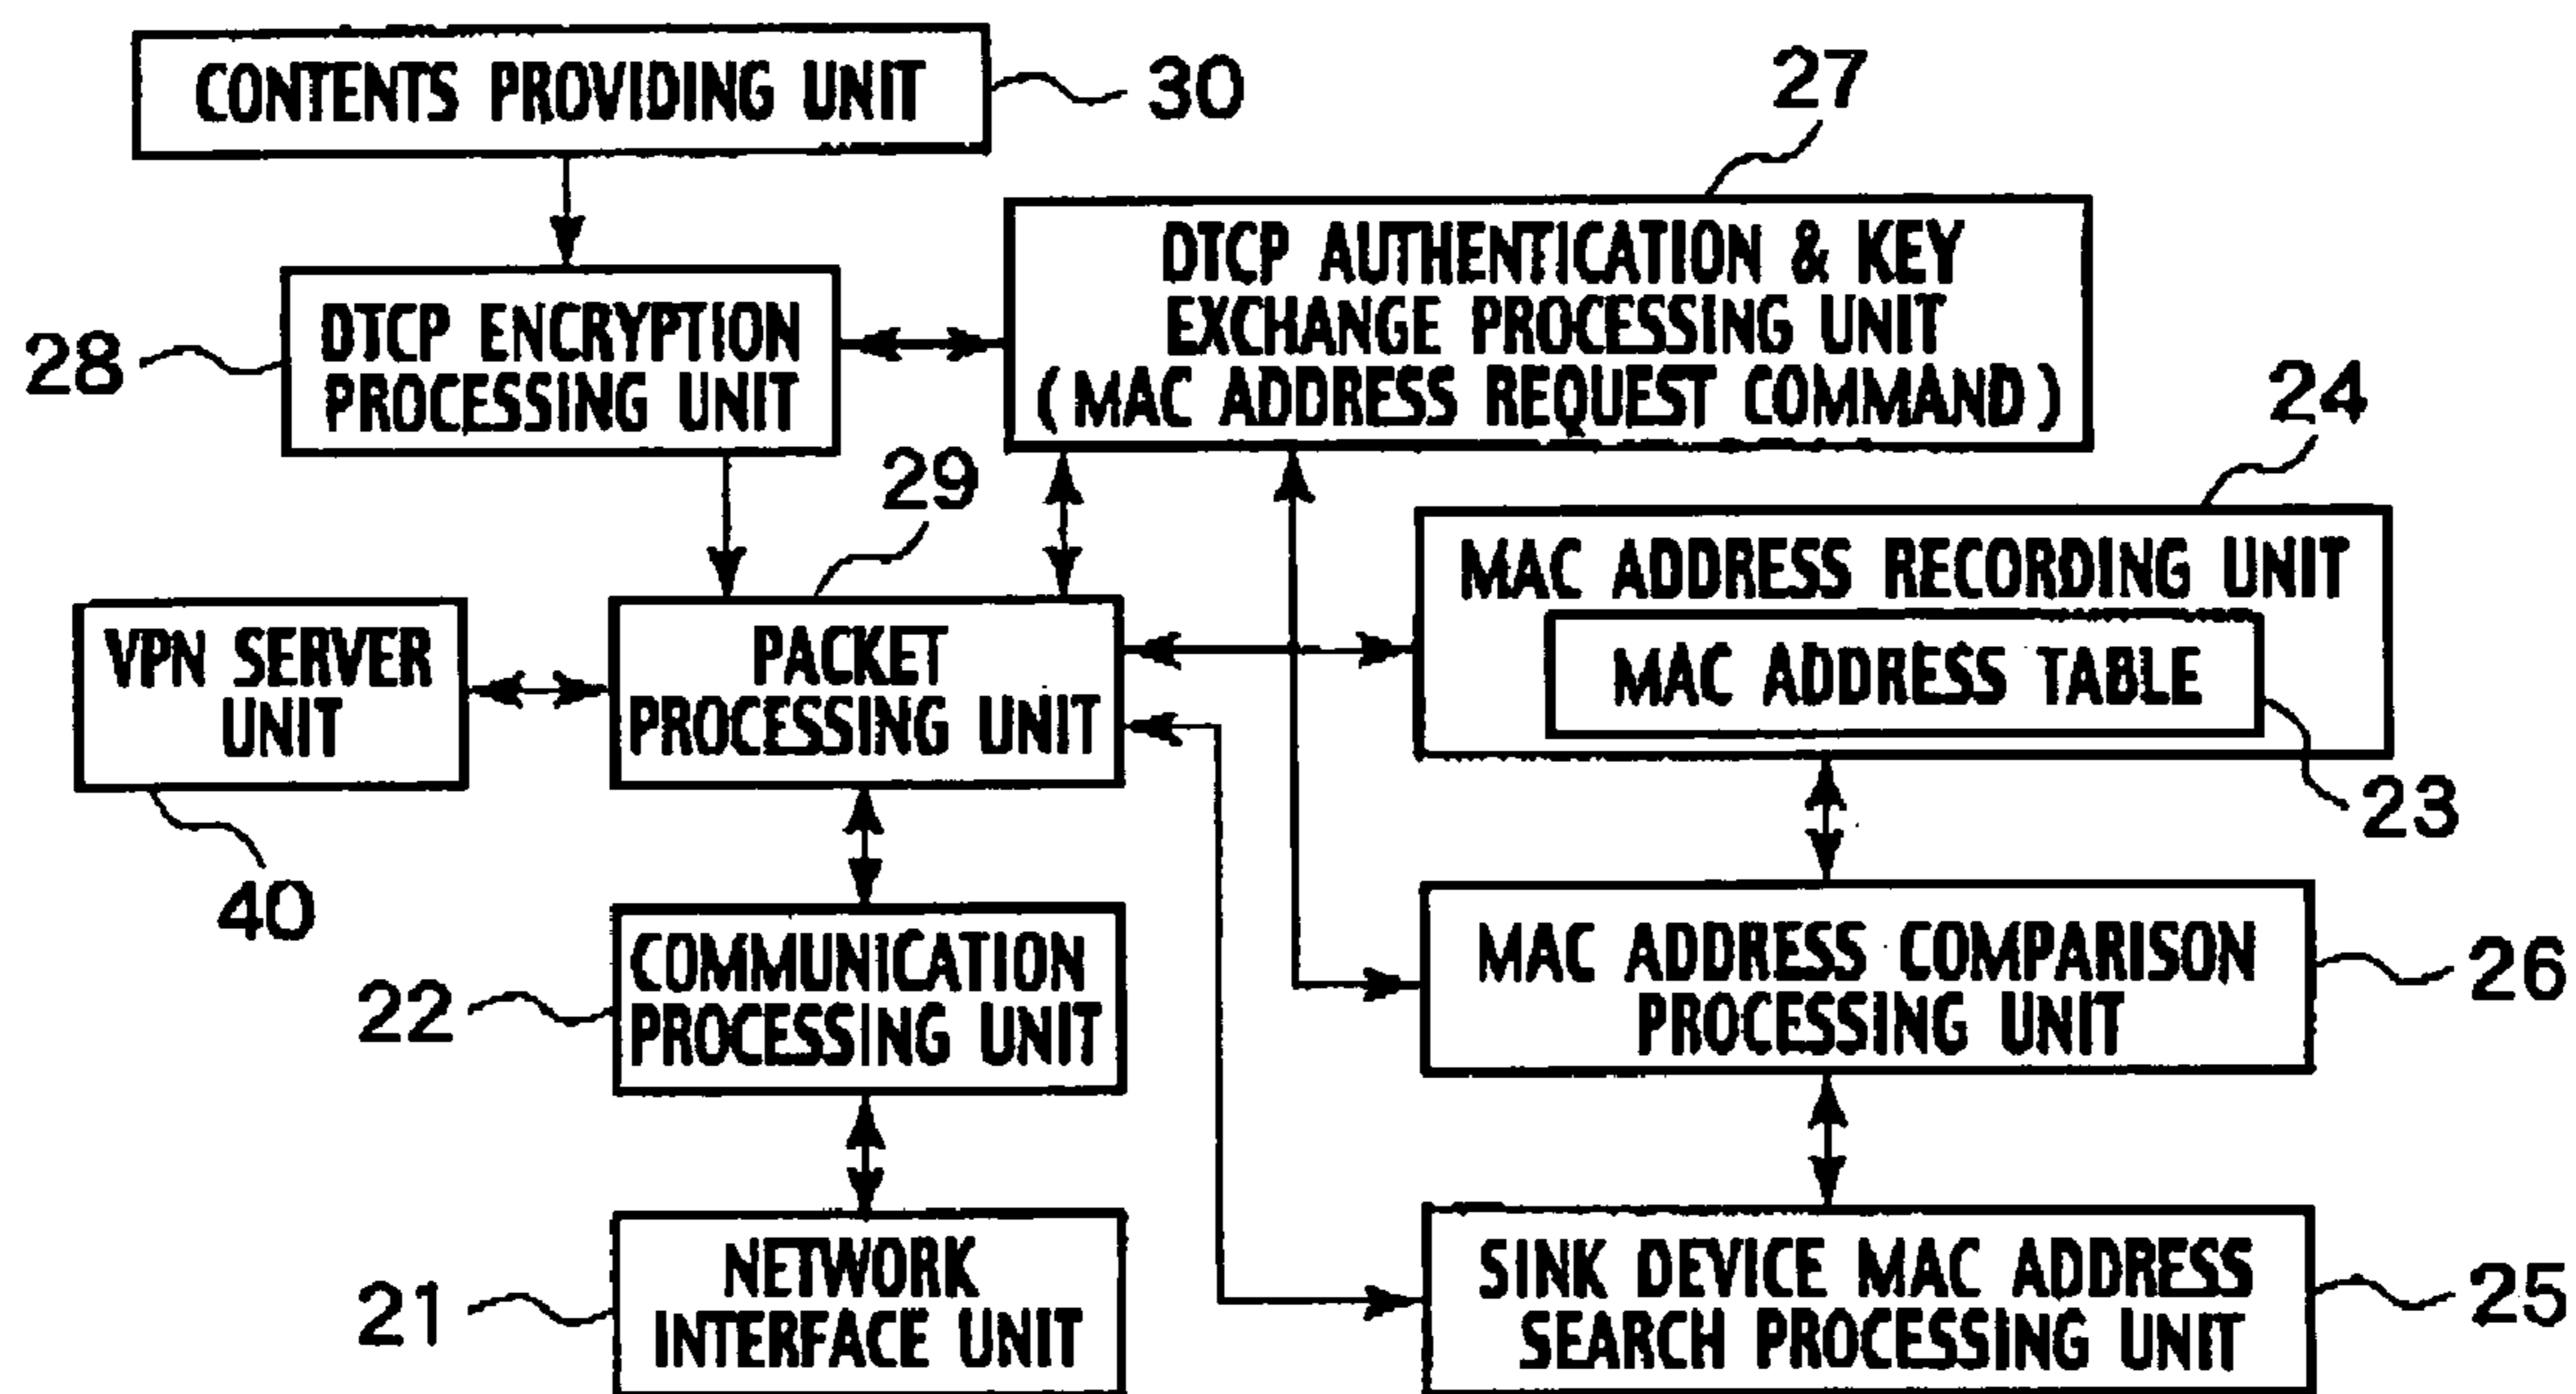 CONTENTS PROVIDING UNIT
30
27
DTCP AUTHENTICATION & KEY
EXCHANGE PROCESSING UNIT
(MAC ADDRESS REQUEST COMMAND)
28
DTCP ENCRYPTION
PROCESSING UNIT
24
29
MAC ADDRESS RECORDING UNIT
MAC ADDRESS TABLE
23
VPN SERVER
UNIT
40
PACKET
PROCESSING UNIT
22
COMMUNICATION
PROCESSING UNIT
MAC ADDRESS COMPARISON
PROCESSING UNIT
26
21
NETWORK
INTERFACE UNIT
SINK DEVICE MAC ADDRESS
SEARCH PROCESSING UNIT
25